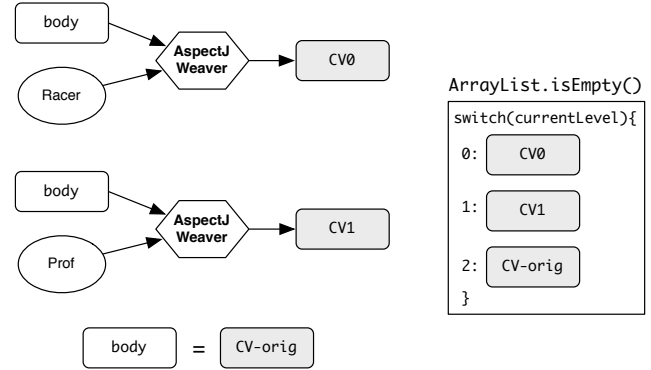 body
AspectJ
Weaver
CV0
Racer
body
AspectJ
Weaver
CV1
Prof
body = CV-orig
ArrayList.isEmpty()
switch(currentLevel){
0: CV0
1: CV1
2: CV-orig
}